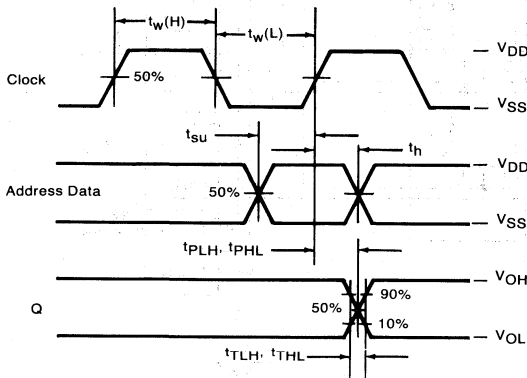 tw(H)
tw(L)
VDD
Clock
50%
VSS
tsu
th
VDD
Address Data
50%
VSS
tPLH, tPHL
VOH
90%
Q
50%
10%
VOL
tTLH, tTHL